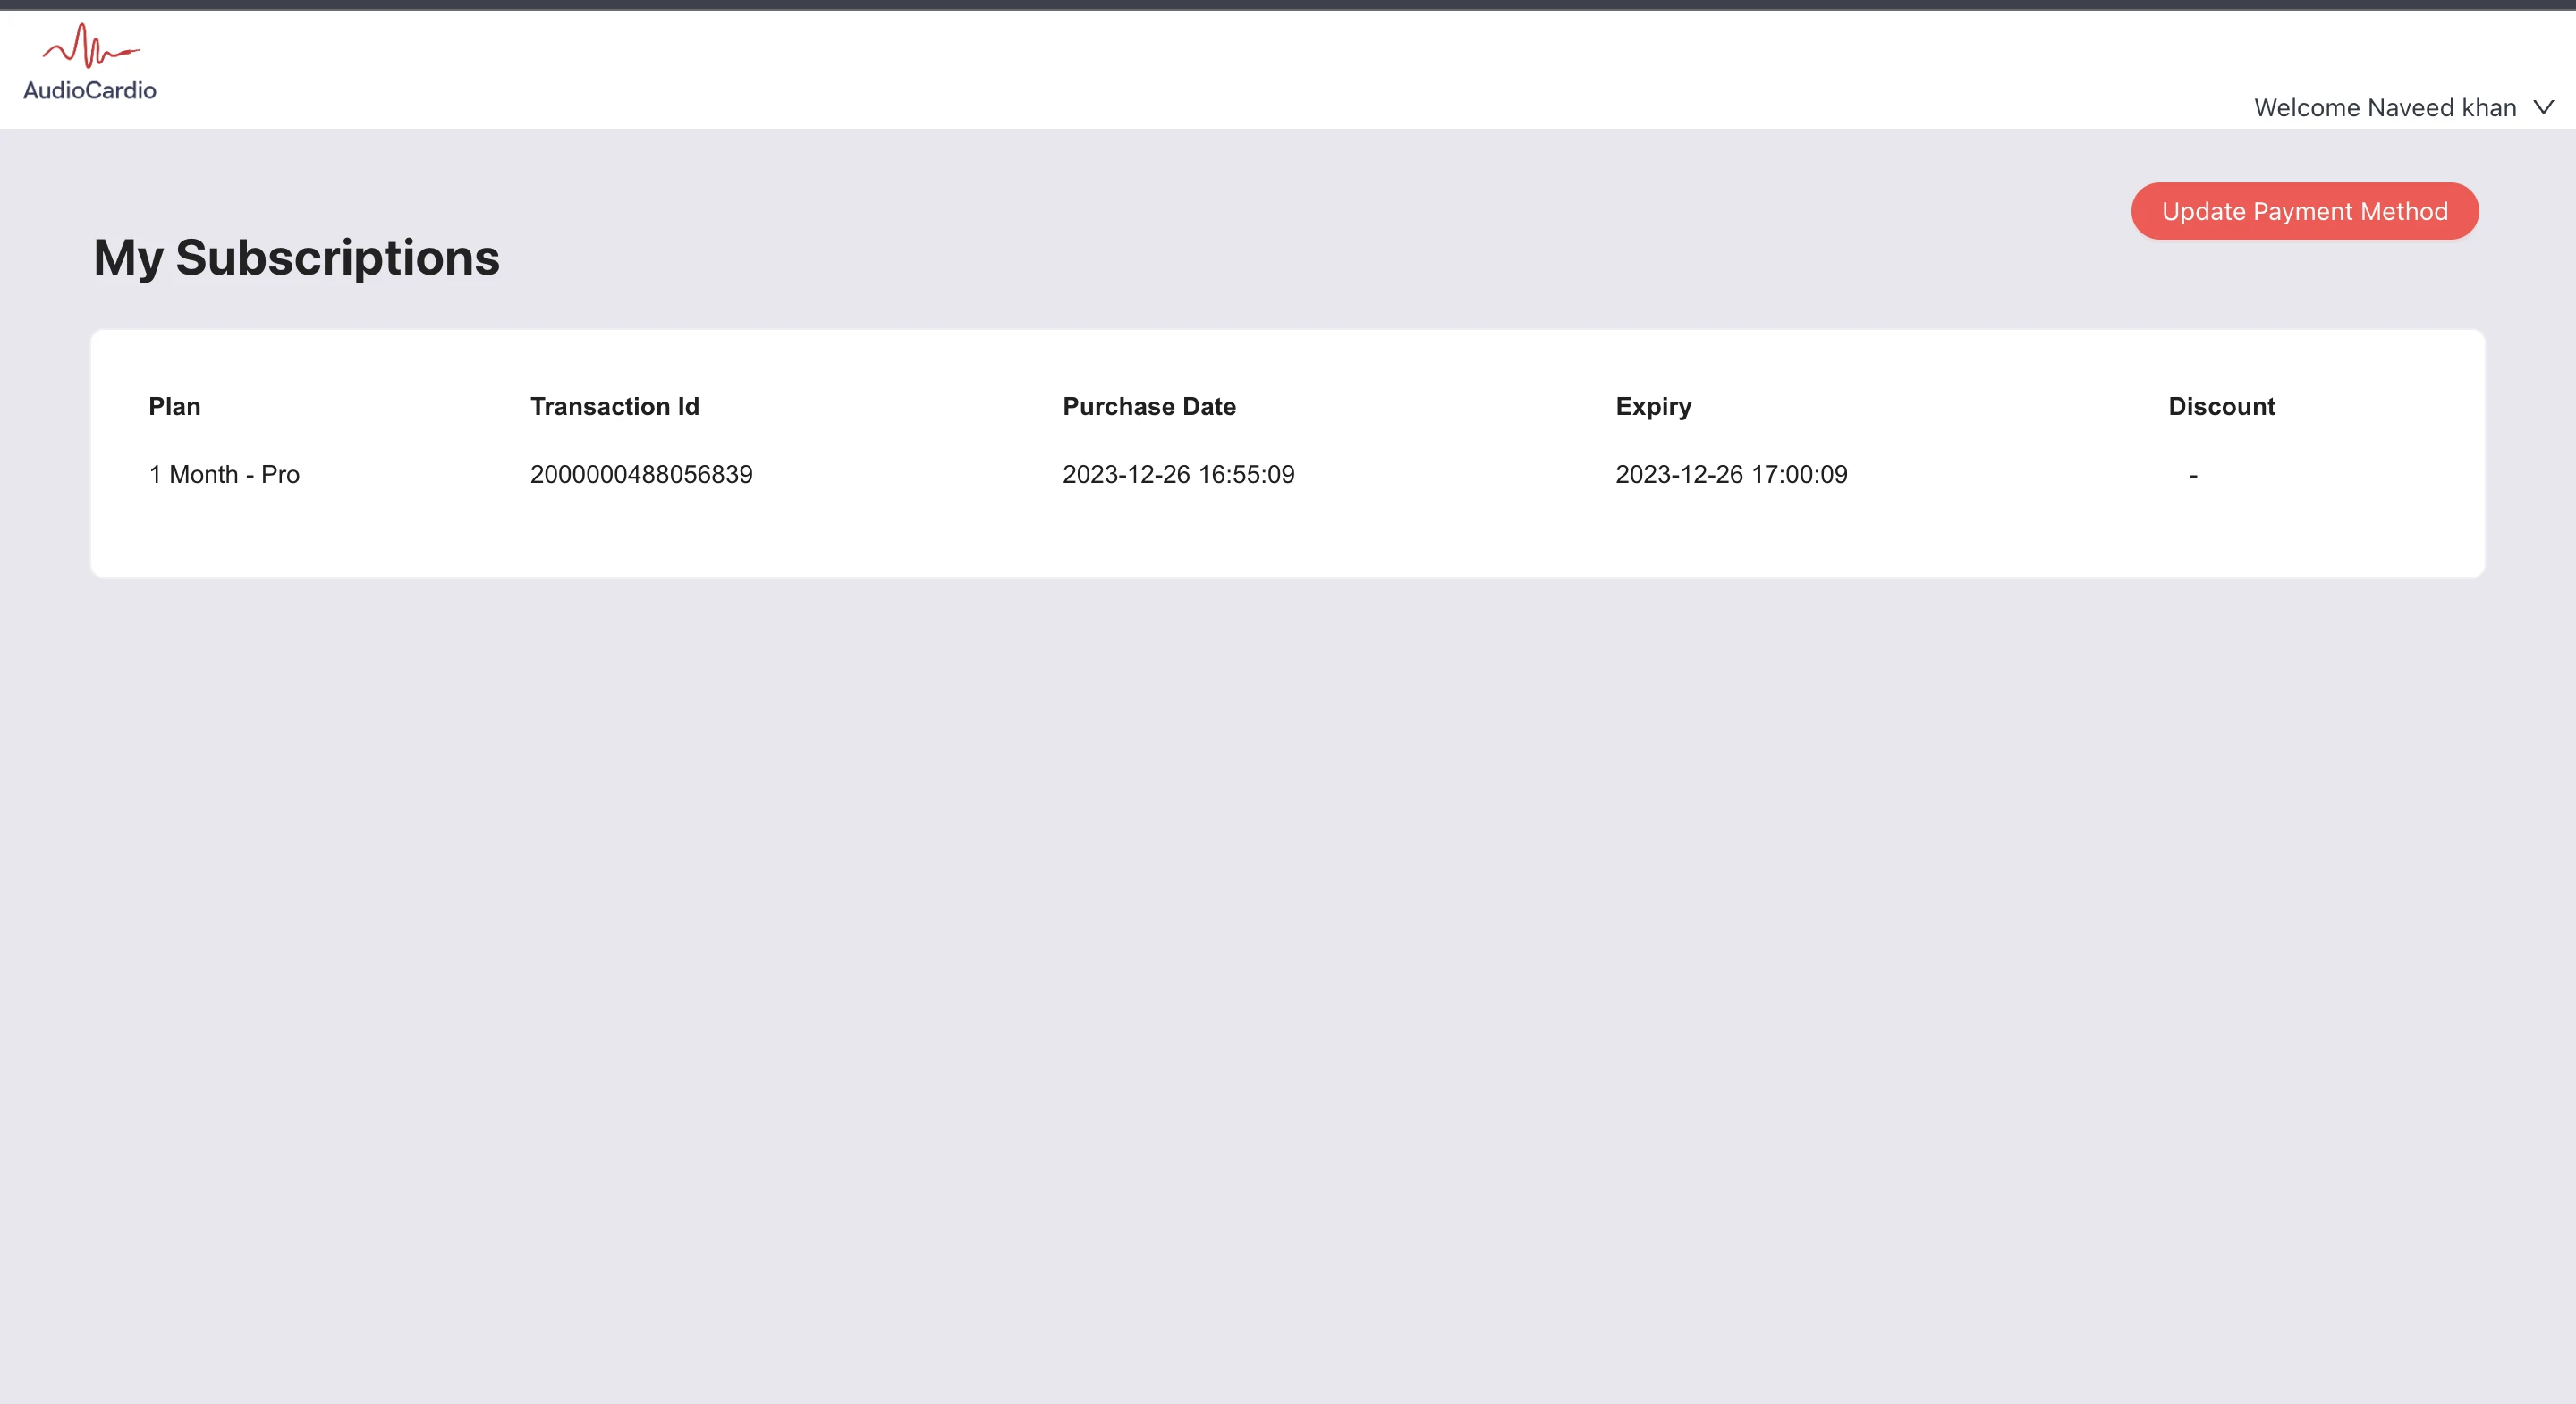 AudioCardio
Welcome Naveed khan
Update Payment Method
My Subscriptions
Plan Transaction Id Purchase Date Expiry Discount
1 Month - Pro 2000000488056839 2023-12-26 16:55:09 2023-12-26 17:00:09 -